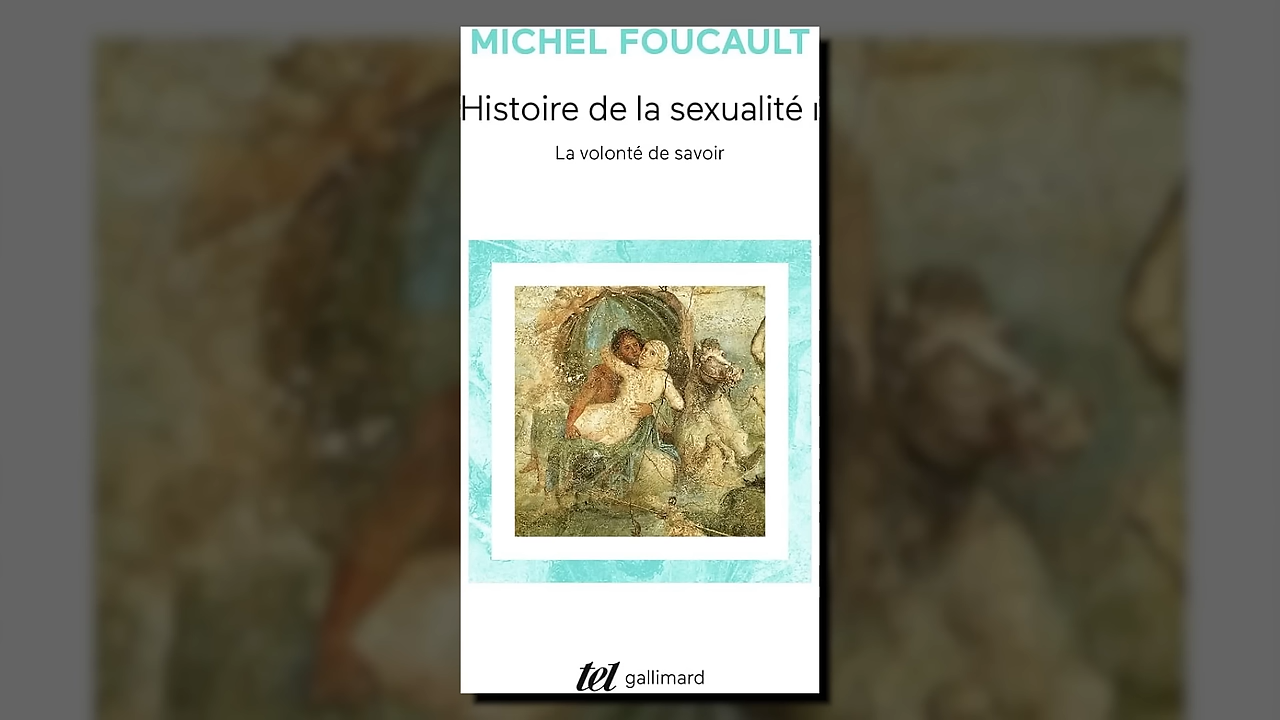 MICHEL FOUCAULT
Histoire de la sexualité I
La volonté de savoir
tel gallimard